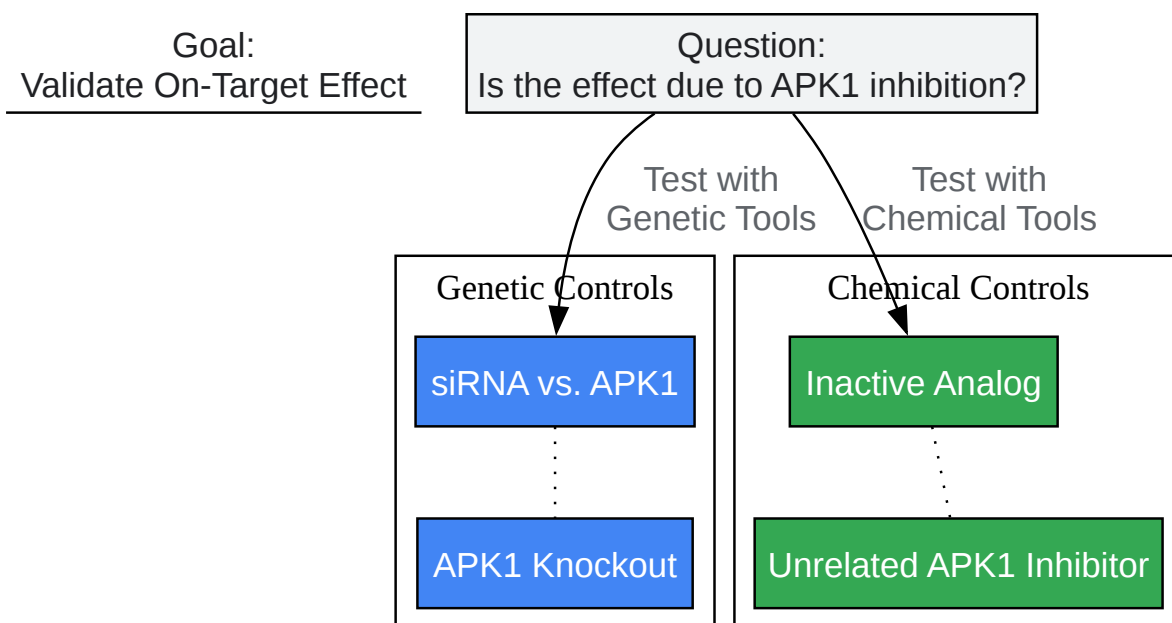 Goal:
Validate On-Target Effect
Question:
Is the effect due to APK1 inhibition?
Test with
Genetic Tools
Test with
Chemical Tools
Genetic Controls
Chemical Controls
siRNA vs. APK1
Inactive Analog
APK1 Knockout
Unrelated APK1 Inhibitor